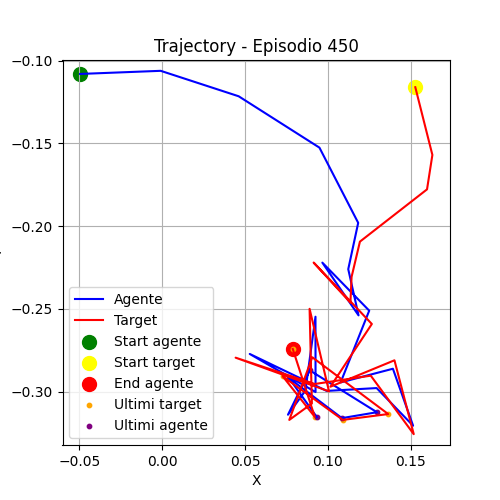 Trajectory - Episodio 450
−0.10
−0.15
−0.20
−0.25
−0.30
Agente
Target
Start agente
Start target
End agente
Ultimi target
Ultimi agente
−0.05 0.00 0.05 0.10 0.15
X